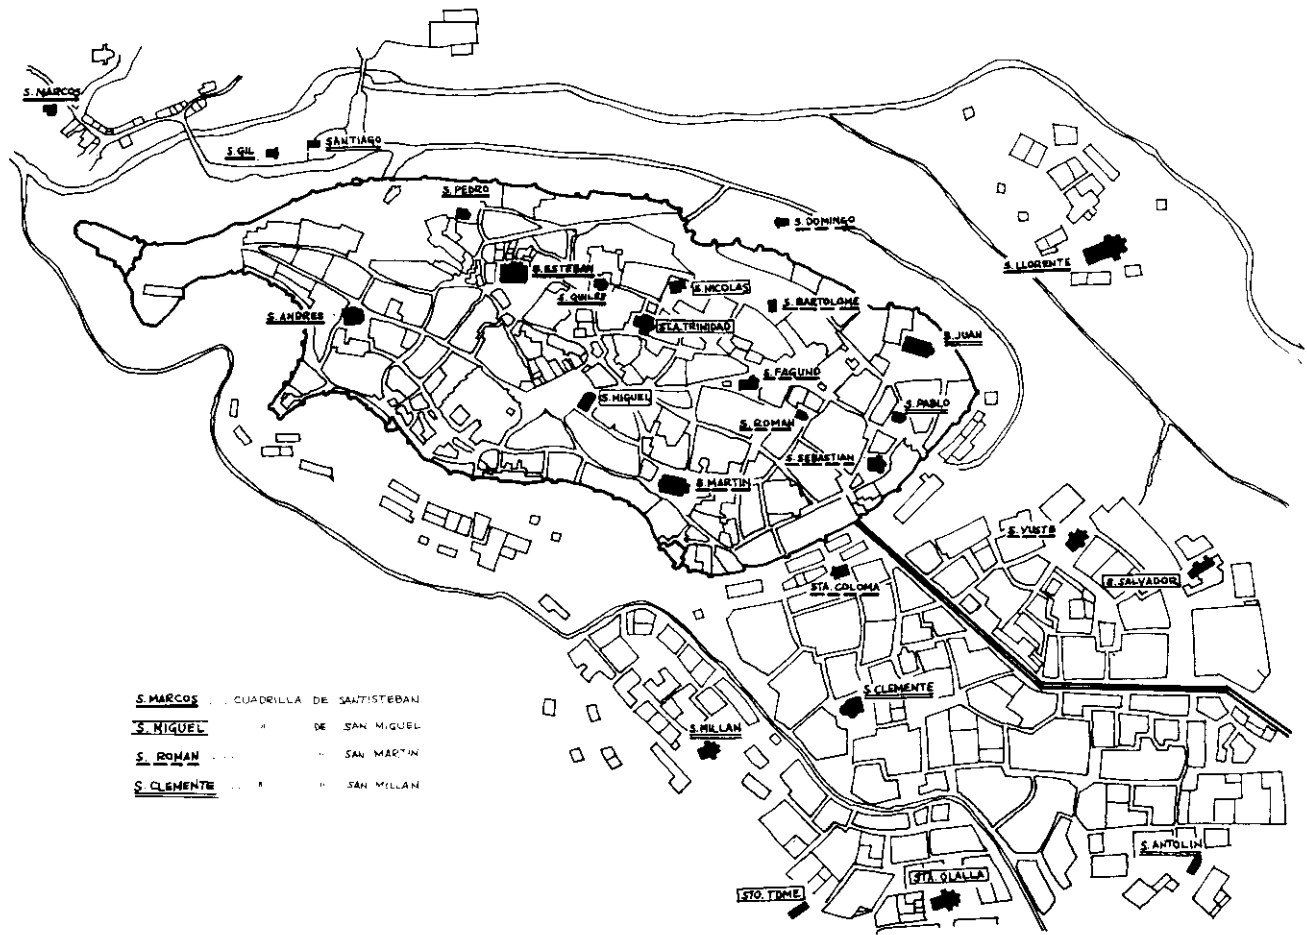 S. MARCOS
S. GIL
SANTIAGO
S. PEDRO
S. DOMINGO
S. LLORENTE
S. ESTEBAN
S. QUILEZ
S. NICOLAS
S. BARTOLOME
S. ANDRES
STA. TRINIDAD
S. JUAN
S. FAGUND
S. MIGUEL
S. PABLO
S. ROMAN
S. SEBASTIAN
S. MARTIN
S. YUSTE
S. SALVADOR
STA. COLOMA
S. CLEMENTE
S. MILLAN
S. ANTOLIN
STA. OLALLA
STO. TOME
S. MARCOS . . CUADRILLA DE SANTISTEBAN
S. MIGUEL " DE SAN MIGUEL
S. ROMAN . . . " SAN MARTIN
S. CLEMENTE . . " " SAN MILLAN